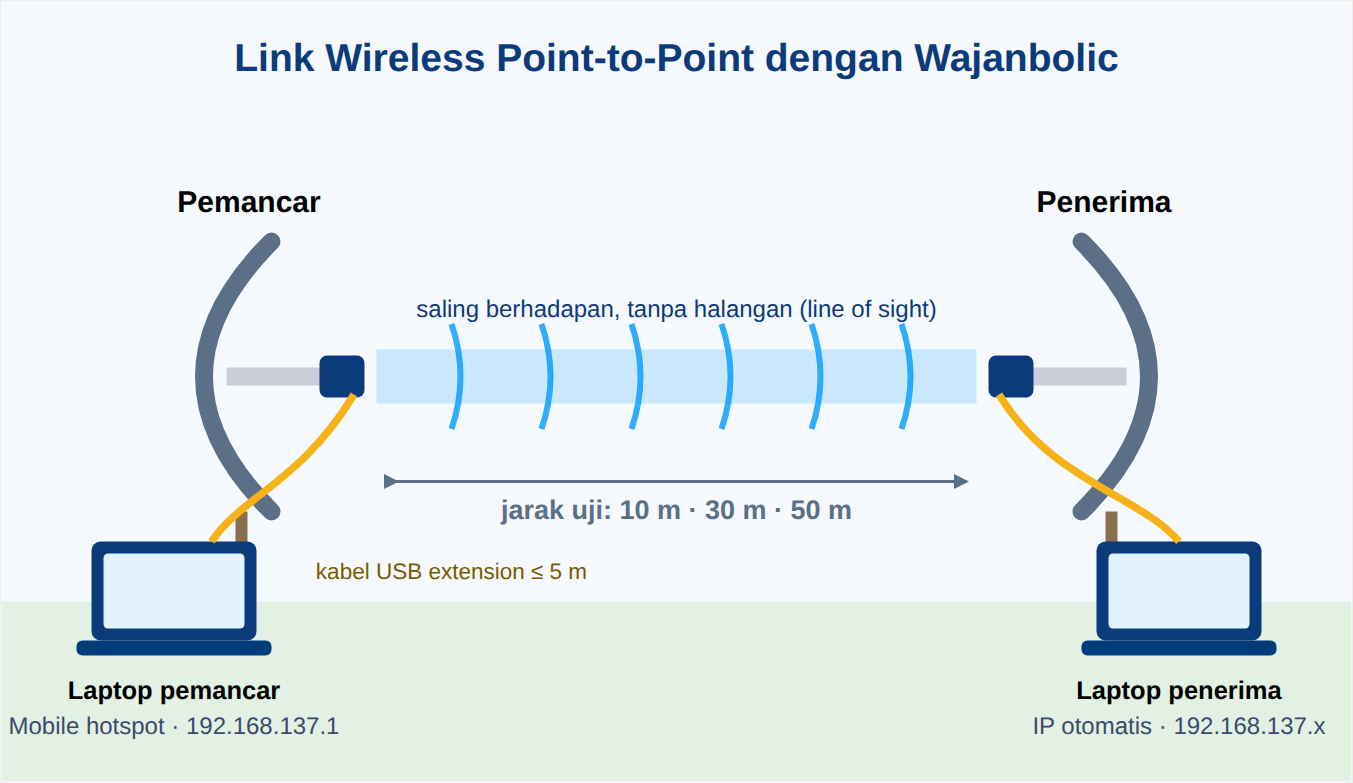 Link Wireless Point-to-Point dengan Wajanbolic
Pemancar
Penerima
saling berhadapan, tanpa halangan (line of sight)
jarak uji: 10 m · 30 m · 50 m
kabel USB extension ≤ 5 m
Laptop pemancar
Mobile hotspot · 192.168.137.1
Laptop penerima
IP otomatis · 192.168.137.x